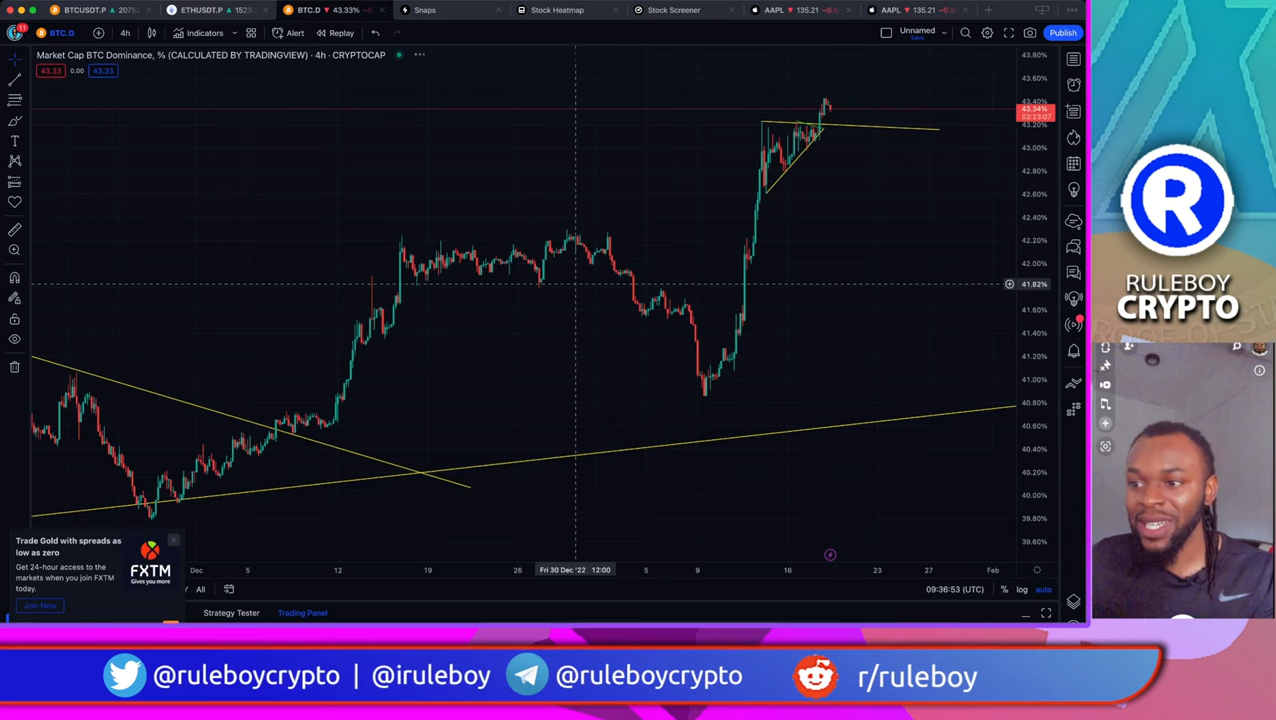 BTCUSDT.P ▲ 2075
ETHUSDT.P ▲ 1523.
BTC.D ▼ 43.33%
Snaps
Stock Heatmap
Stock Screener
AAPL ▼ 135.21
AAPL ▼ 135.21
11
BTC.D
4h
Indicators
Alert
Replay
Unnamed
Save
Publish
Market Cap BTC Dominance, % (CALCULATED BY TRADINGVIEW) · 4h · CRYPTOCAP
43.33
0.00
43.33
43.80%
43.60%
43.40%
43.34%
02:23:07
43.20%
43.00%
42.80%
42.60%
42.40%
42.20%
42.00%
41.82%
41.60%
41.40%
41.20%
41.00%
40.80%
40.60%
40.40%
40.20%
40.00%
39.80%
39.60%
R
RULEBOY
CRYPTO
Trade Gold with spreads as
low as zero
Get 24-hour access to the
markets when you join FXTM
today.
Join Now
FXTM
Gives you more
Dec
5
12
19
26
Fri 30 Dec '22 12:00
5
9
16
23
27
Feb
All
09:36:53 (UTC)
%
log
auto
Strategy Tester
Trading Panel
@ruleboycrypto | @iruleboy
@ruleboycrypto
r/ruleboy